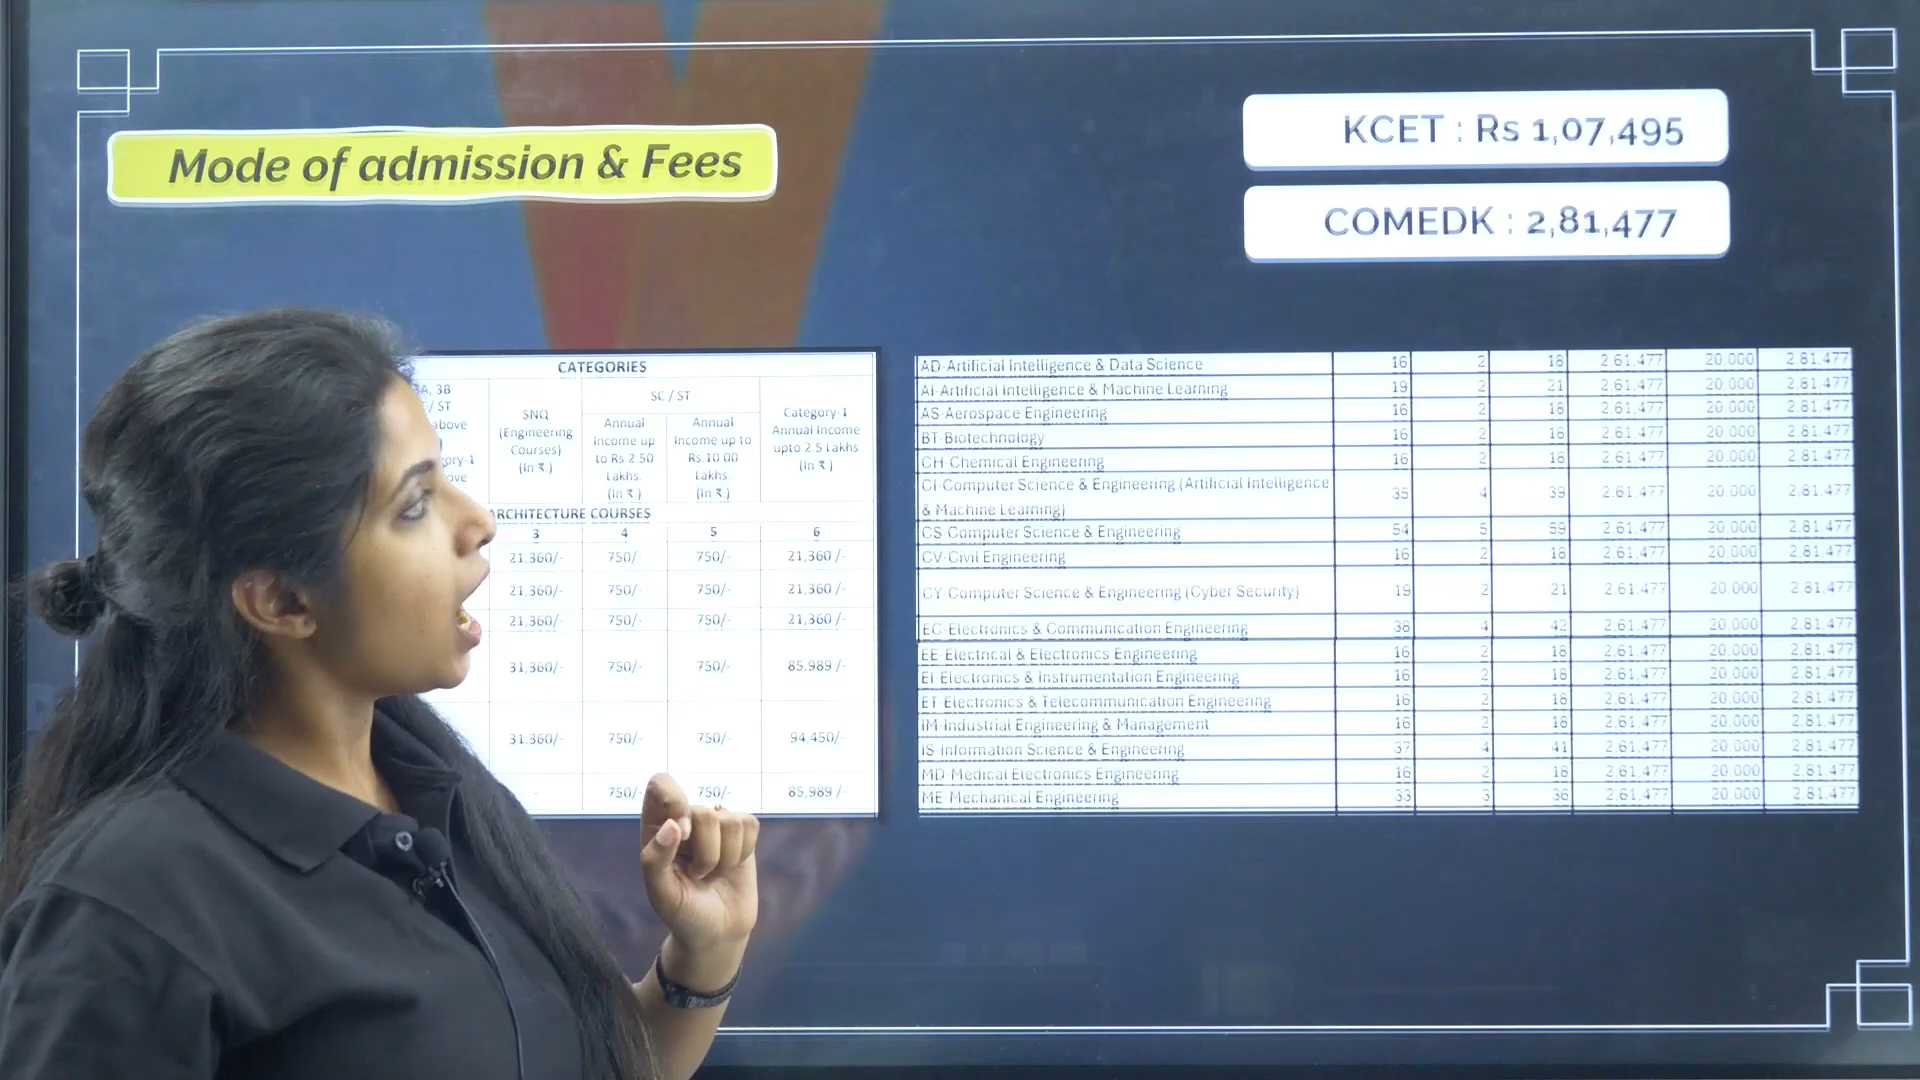 Mode of admission & Fees
KCET : Rs 1,07,495
COMEDK : 2,81,477
CATEGORIES
3A, 3B
/ ST
above
SNQ
(Engineering
Courses)
(In ₹.)
SC / ST
Annual
Income up
to Rs 2.50
Lakhs
(In ₹)
Annual
Income up to
Rs.10.00
Lakhs
(In ₹.)
Category-1
Annual Income
upto 2.5 Lakhs
(In ₹)
ARCHITECTURE COURSES
3 4 5 6
21,360/- 750/- 750/- 21,360 /-
21,360/- 750/- 750/- 21,360 /-
21,360/- 750/- 750/- 21,360 /-
31,360/- 750/- 750/- 85,989 /-
31,360/- 750/- 750/- 94,450/-
- 750/- 750/- 85,989 /-
AD-Artificial Intelligence & Data Science 16 2 18 2,61,477 20,000 2,81,477
AI-Artificial Intelligence & Machine Learning 19 2 21 2,61,477 20,000 2,81,477
AS-Aerospace Engineering 16 2 18 2,61,477 20,000 2,81,477
BT-Biotechnology 16 2 18 2,61,477 20,000 2,81,477
CH-Chemical Engineering 16 2 18 2,61,477 20,000 2,81,477
CI-Computer Science & Engineering (Artificial Intelligence
& Machine Learning) 35 4 39 2,61,477 20,000 2,81,477
CS-Computer Science & Engineering 54 5 59 2,61,477 20,000 2,81,477
CV-Civil Engineering 16 2 18 2,61,477 20,000 2,81,477
CY-Computer Science & Engineering (Cyber Security) 19 2 21 2,61,477 20,000 2,81,477
EC-Electronics & Communication Engineering 38 4 42 2,61,477 20,000 2,81,477
EE-Electrical & Electronics Engineering 16 2 18 2,61,477 20,000 2,81,477
EI-Electronics & Instrumentation Engineering 16 2 18 2,61,477 20,000 2,81,477
ET-Electronics & Telecommunication Engineering 16 2 18 2,61,477 20,000 2,81,477
IM-Industrial Engineering & Management 16 2 18 2,61,477 20,000 2,81,477
IS-Information Science & Engineering 37 4 41 2,61,477 20,000 2,81,477
MD-Medical Electronics Engineering 16 2 18 2,61,477 20,000 2,81,477
ME-Mechanical Engineering 33 3 36 2,61,477 20,000 2,81,477